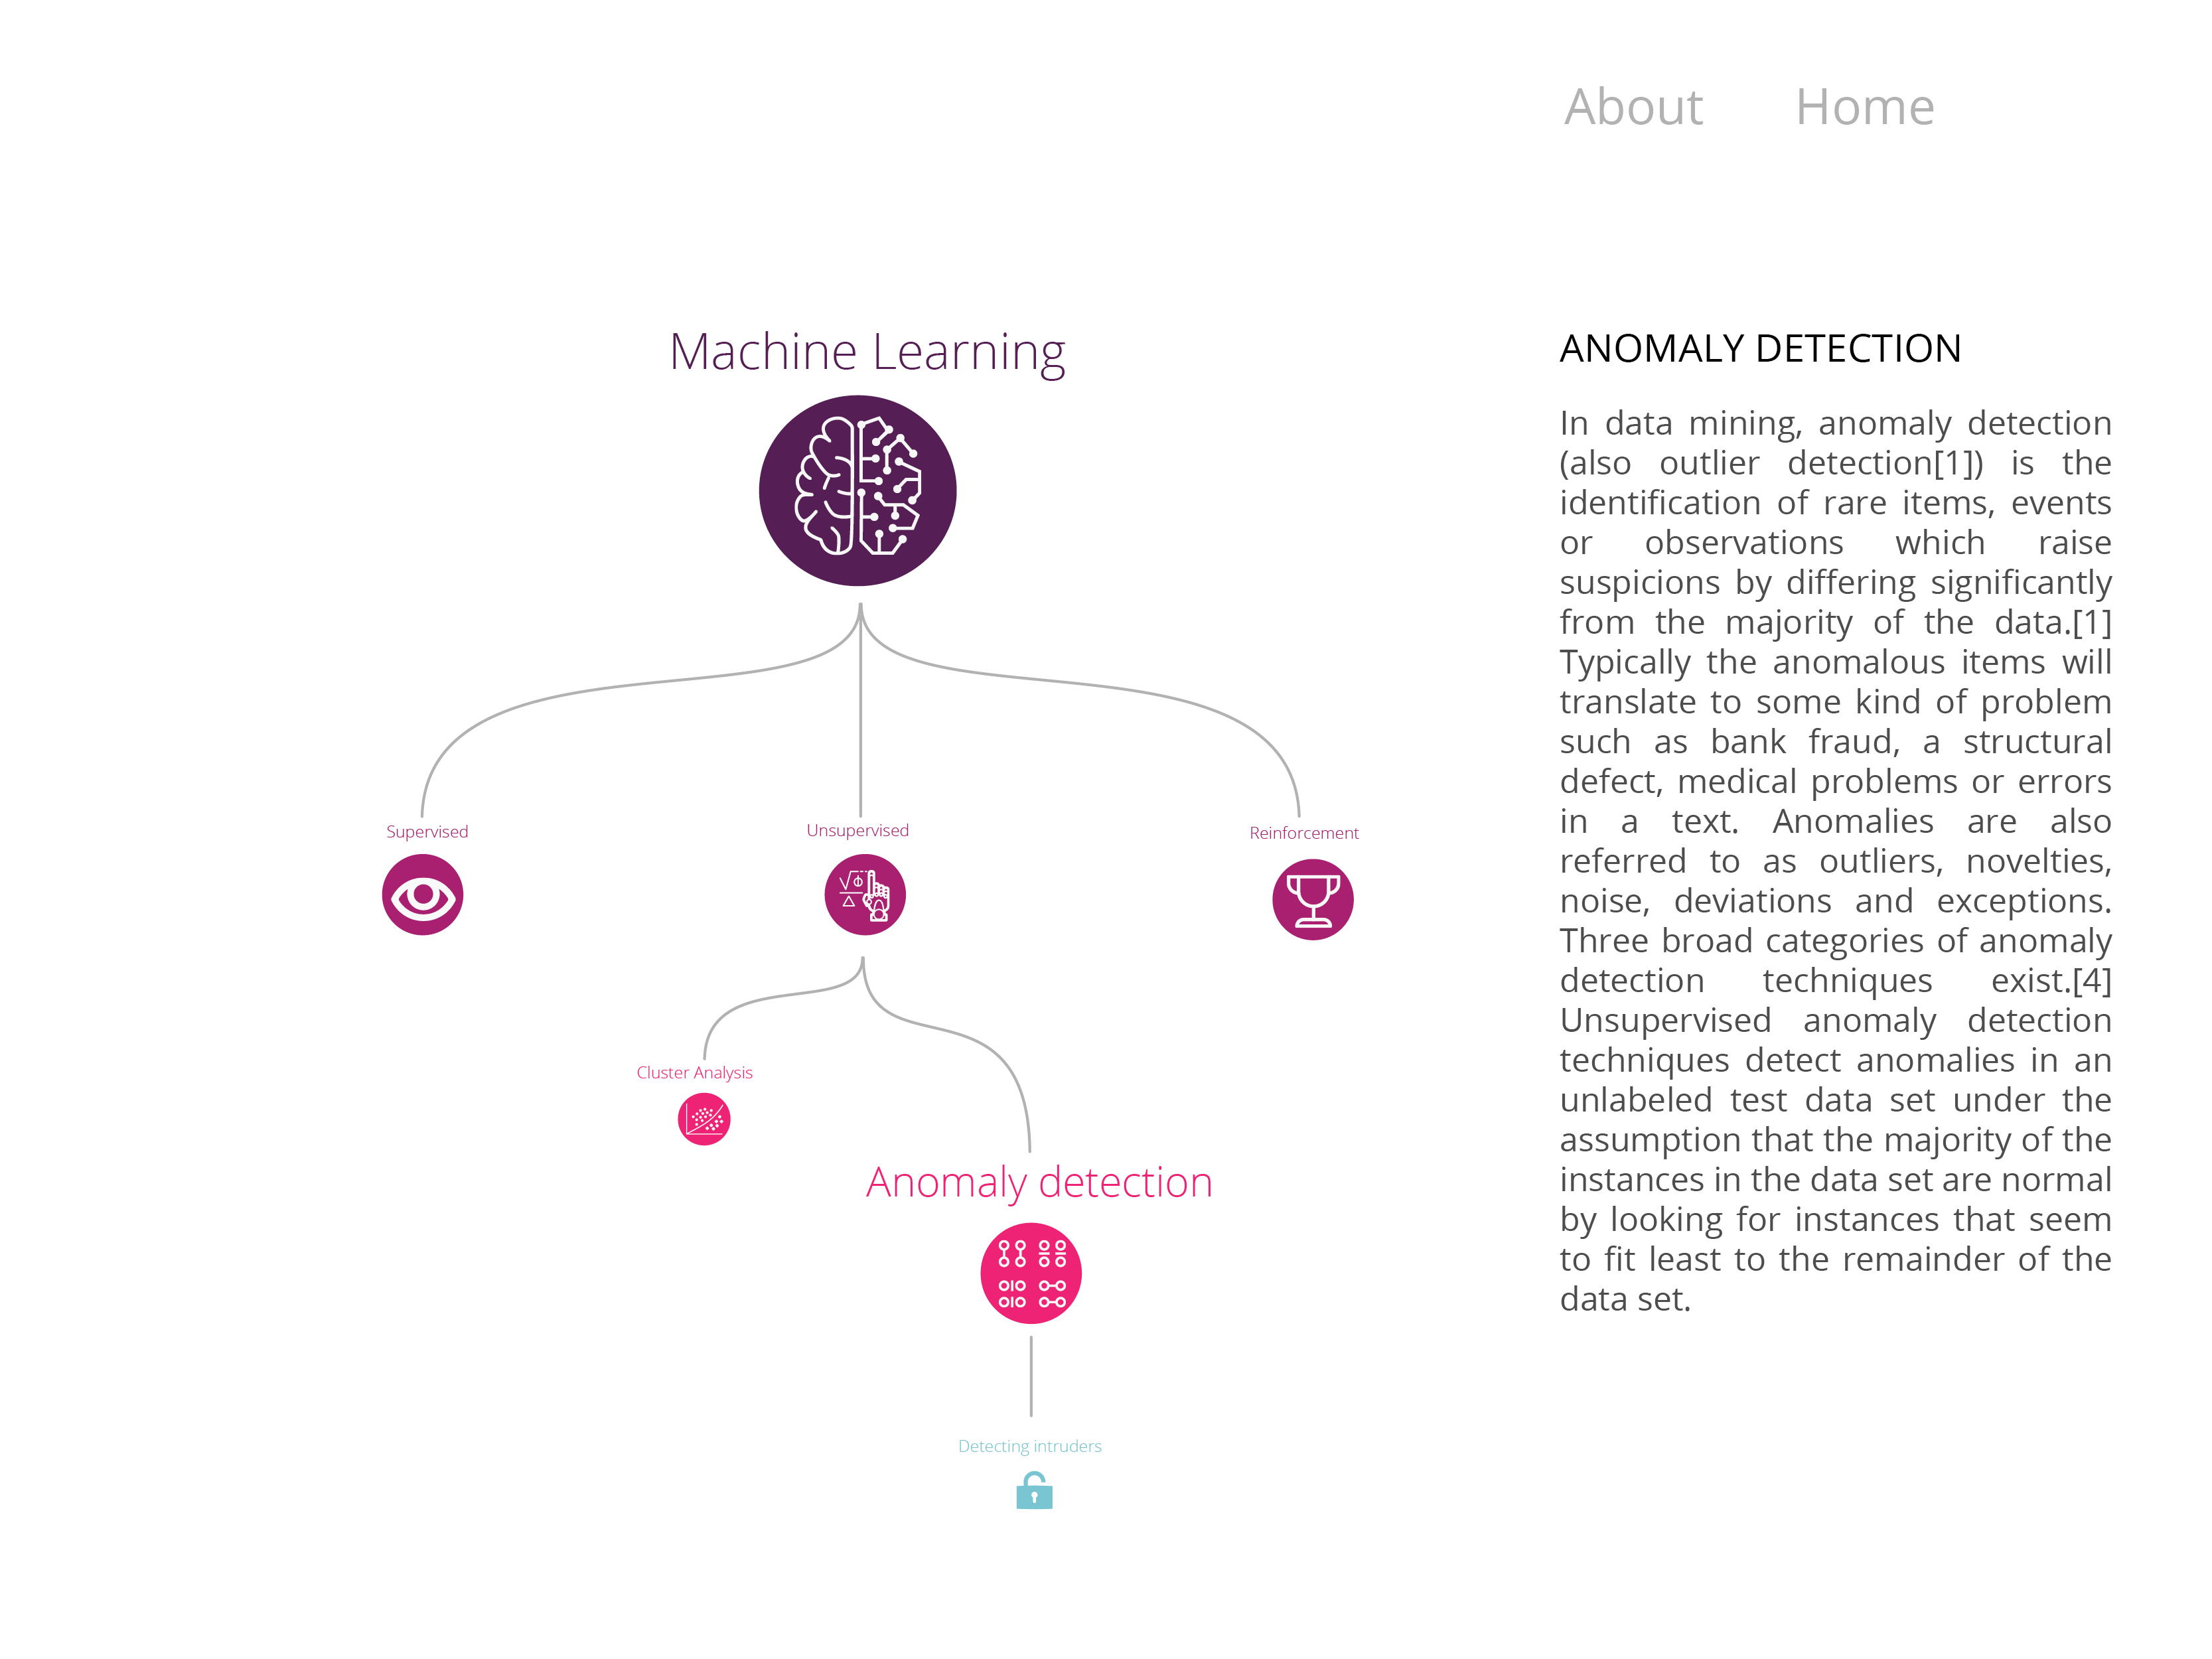 About Home
Machine Learning
Supervised
Unsupervised
Reinforcement
Cluster Analysis
Anomaly detection
Detecting intruders
ANOMALY DETECTION
In data mining, anomaly detection
(also outlier detection[1]) is the
identification of rare items, events
or observations which raise
suspicions by differing significantly
from the majority of the data.[1]
Typically the anomalous items will
translate to some kind of problem
such as bank fraud, a structural
defect, medical problems or errors
in a text. Anomalies are also
referred to as outliers, novelties,
noise, deviations and exceptions.
Three broad categories of anomaly
detection techniques exist.[4]
Unsupervised anomaly detection
techniques detect anomalies in an
unlabeled test data set under the
assumption that the majority of the
instances in the data set are normal
by looking for instances that seem
to fit least to the remainder of the
data set.